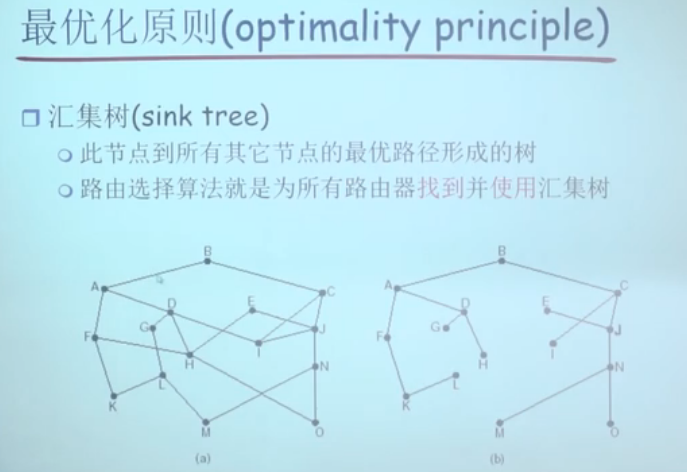 最优化原则(optimality principle)
汇集树(sink tree)
此节点到所有其它节点的最优路径形成的树
路由选择算法就是为所有路由器找到并使用汇集树
B B
A C A C
D E D E
G J G J
F H I F H I
N N
L L
K K
M O M O
(a) (b)